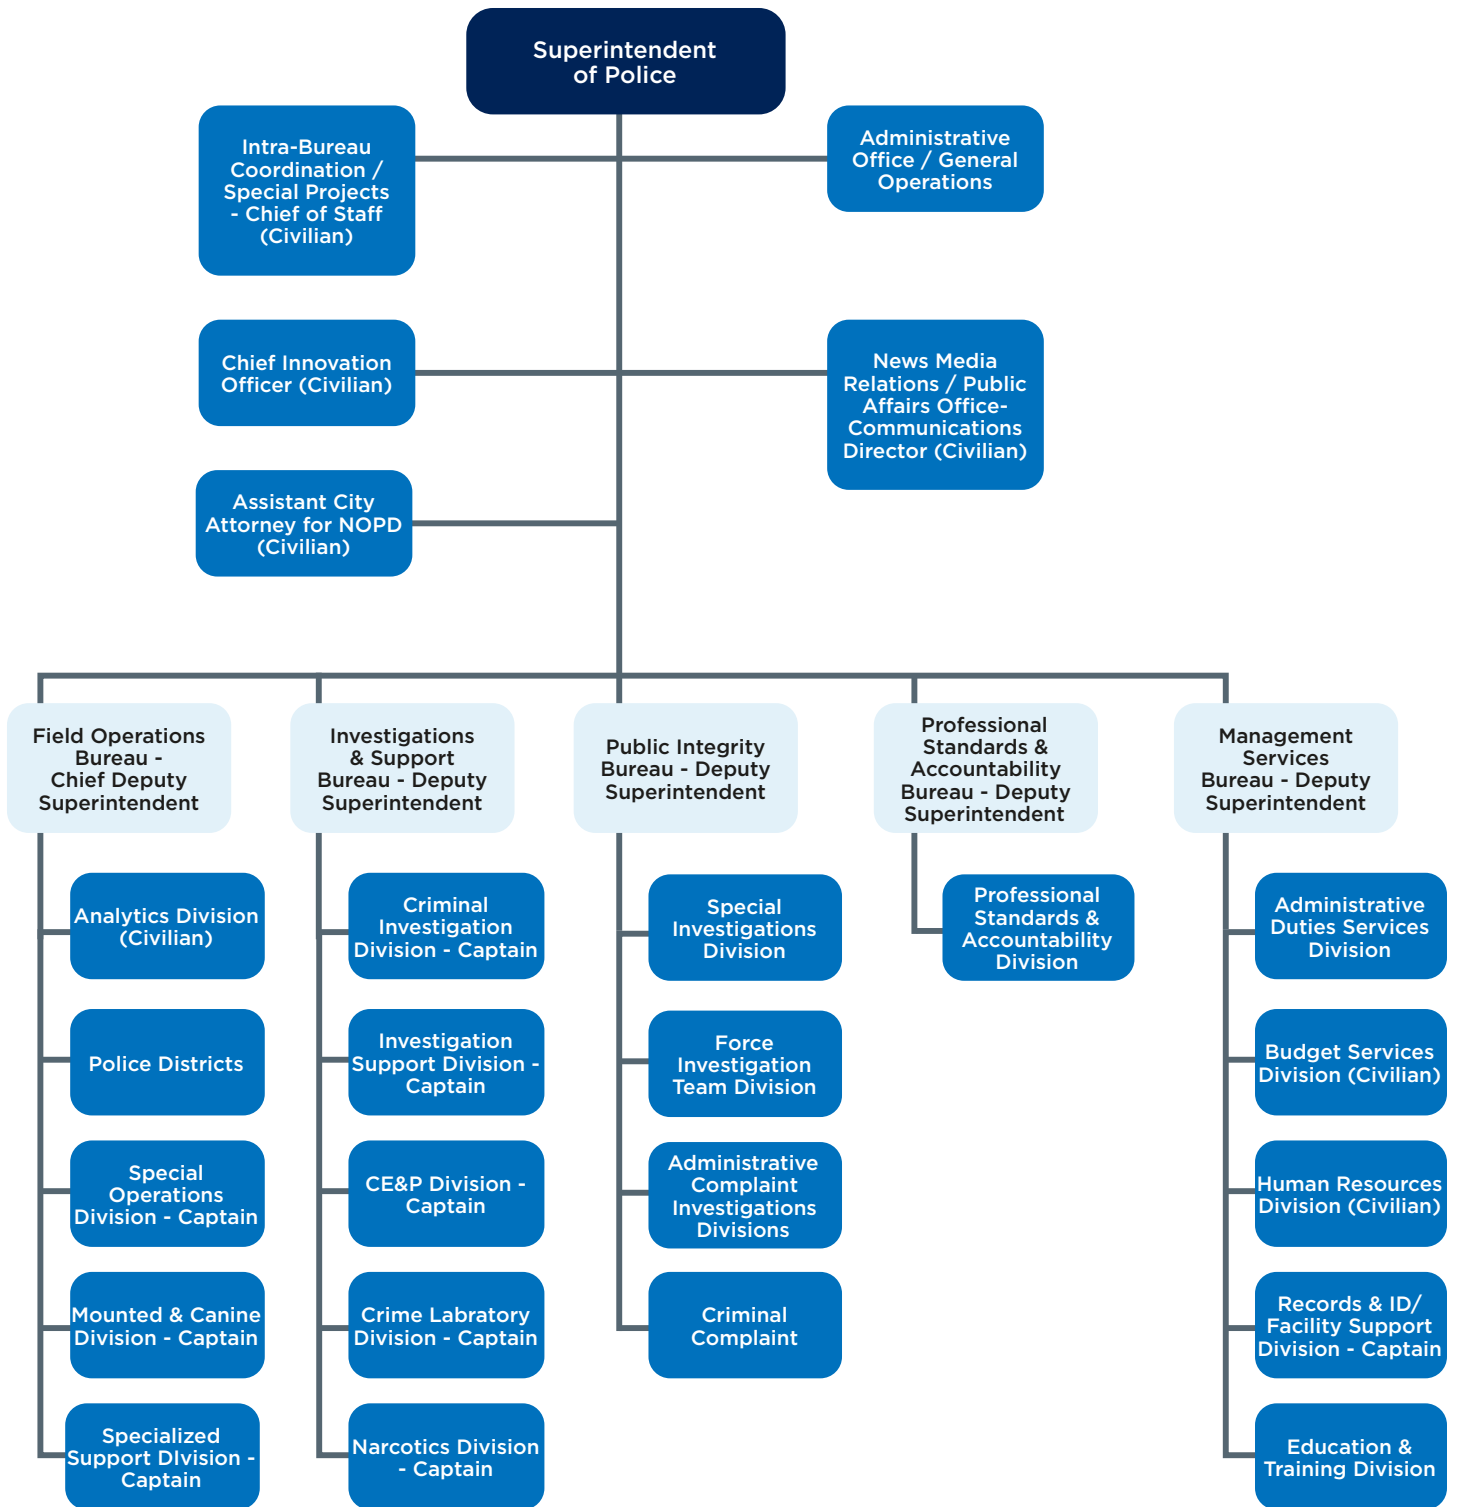 Superintendent
of Police
Intra-Bureau
Coordination /
Special Projects
- Chief of Staff
(Civilian)
Administrative
Office / General
Operations
Chief Innovation
Officer (Civilian)
News Media
Relations / Public
Affairs Office-
Communications
Director (Civilian)
Assistant City
Attorney for NOPD
(Civilian)
Field Operations
Bureau -
Chief Deputy
Superintendent
Investigations
& Support
Bureau - Deputy
Superintendent
Public Integrity
Bureau - Deputy
Superintendent
Professional
Standards &
Accountability
Bureau - Deputy
Superintendent
Management
Services
Bureau - Deputy
Superintendent
Analytics Division
(Civilian)
Police Districts
Special
Operations
Division - Captain
Mounted & Canine
Division - Captain
Specialized
Support DIvision -
Captain
Criminal
Investigation
Division - Captain
Investigation
Support Division -
Captain
CE&P Division -
Captain
Crime Labratory
Division - Captain
Narcotics Division
- Captain
Special
Investigations
Division
Force
Investigation
Team Division
Administrative
Complaint
Investigations
Divisions
Criminal
Complaint
Professional
Standards &
Accountability
Division
Administrative
Duties Services
Division
Budget Services
Division (Civilian)
Human Resources
Division (Civilian)
Records & ID/
Facility Support
Division - Captain
Education &
Training Division